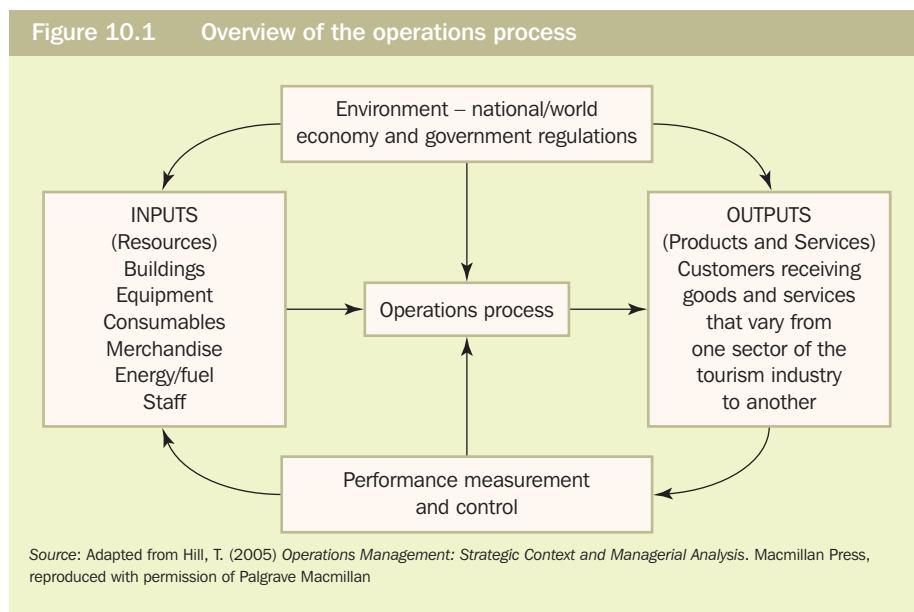 Figure 10.1 Overview of the operations process
Environment – national/world
economy and government regulations
INPUTS
(Resources)
Buildings
Equipment
Consumables
Merchandise
Energy/fuel
Staff
Operations process
OUTPUTS
(Products and Services)
Customers receiving
goods and services
that vary from
one sector of the
tourism industry
to another
Performance measurement
and control
Source: Adapted from Hill, T. (2005) Operations Management: Strategic Context and Managerial Analysis. Macmillan Press,
reproduced with permission of Palgrave Macmillan